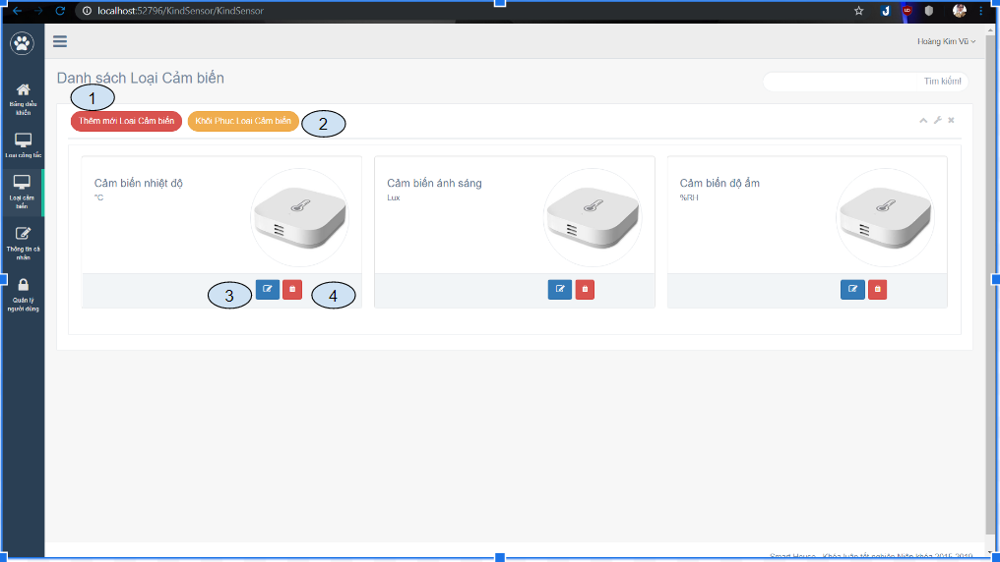 localhost:52796/KindSensor/KindSensor
Hoàng Kim Vũ
Danh sách Loại Cảm biến
Tìm kiếm!
1
Thêm mới Loại Cảm biến
Khôi Phục Loại Cảm biến
2
Bảng điều
khiển
Loại công tắc
Loại cảm
biến
Thông tin cá
nhân
Quản lý
người dùng
Cảm biến nhiệt độ
°C
Cảm biến ánh sáng
Lux
Cảm biến độ ẩm
%RH
3
4
Smart House - Khóa luận tốt nghiệp Niên khóa 2015-2019